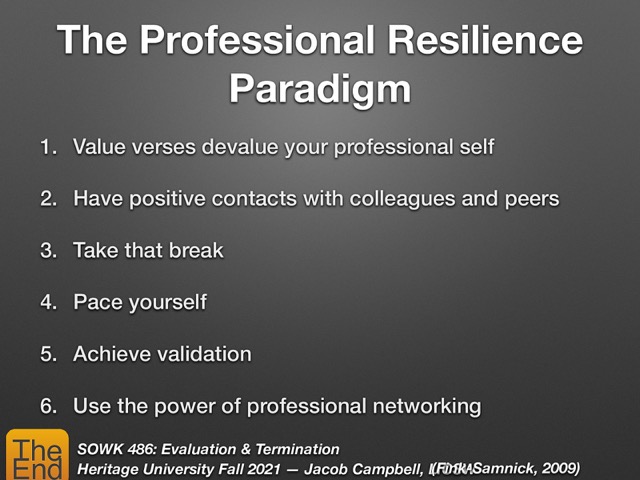 The Professional Resilience
Paradigm
1. Value verses devalue your professional self
2. Have positive contacts with colleagues and peers
3. Take that break
4. Pace yourself
5. Achieve validation
6. Use the power of professional networking
The
End
SOWK 486: Evaluation & Termination
Heritage University Fall 2021 — Jacob Campbell,
(Fink-Samnick, 2009)